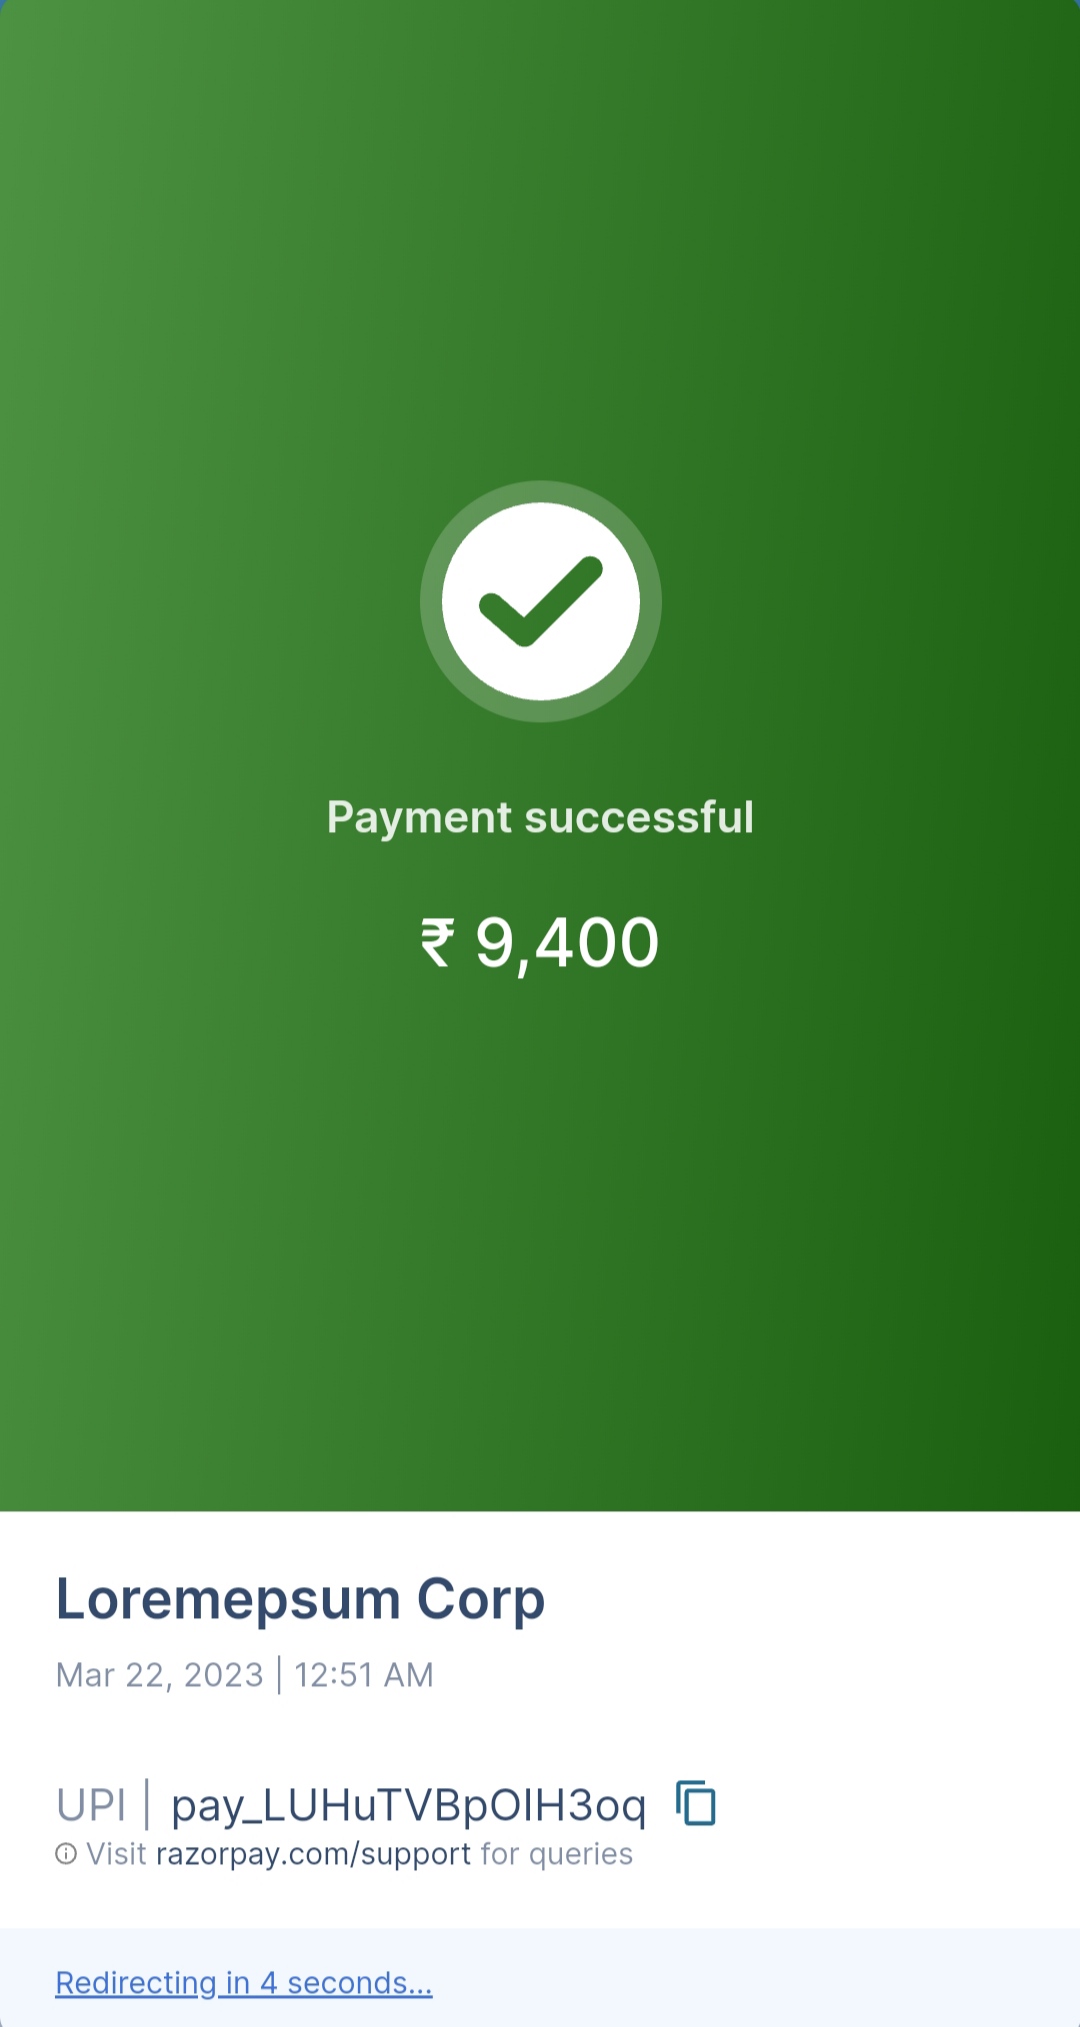 Payment successful
₹ 9,400
Loremepsum Corp
Mar 22, 2023 | 12:51 AM
UPI | pay_LUHuTVBpOIH3oq
Visit razorpay.com/support for queries
Redirecting in 4 seconds...